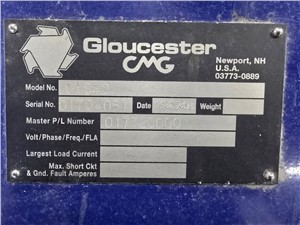 Gloucester
CMG
Newport, NH
U.S.A.
03773-0889
Model No.
Serial No. Date Weight
Master P/L Number
Volt/Phase/Freq./FLA
Largest Load Current
Max. Short Ckt
& Gnd. Fault Amperes